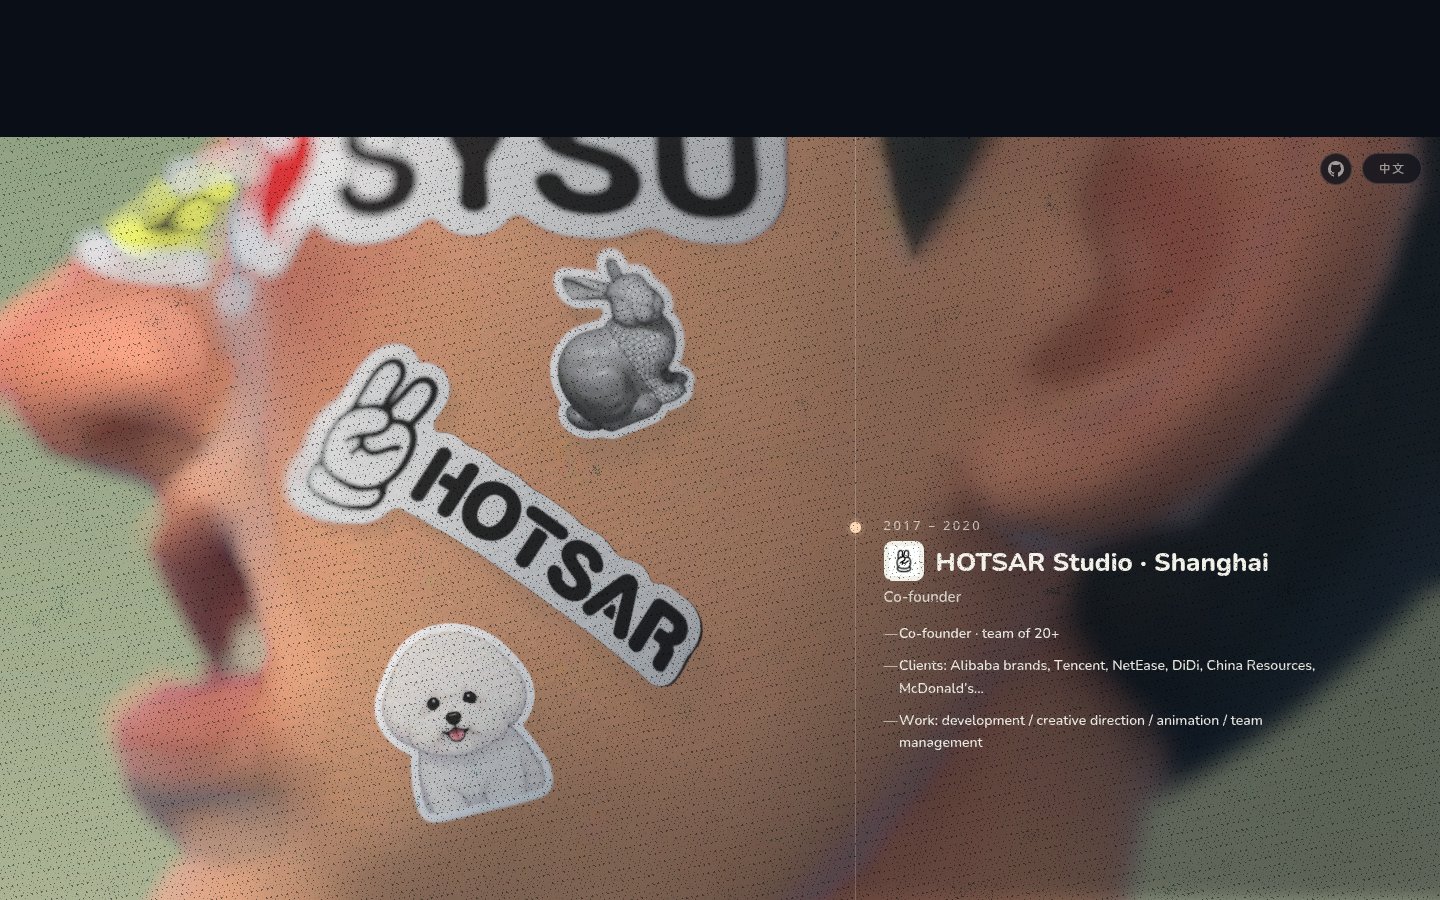 SYSU
中文
HOTSAR
2017 – 2020
HOTSAR Studio · Shanghai
Co-founder
— Co-founder · team of 20+
— Clients: Alibaba brands, Tencent, NetEase, DiDi, China Resources,
McDonald's...
— Work: development / creative direction / animation / team
management